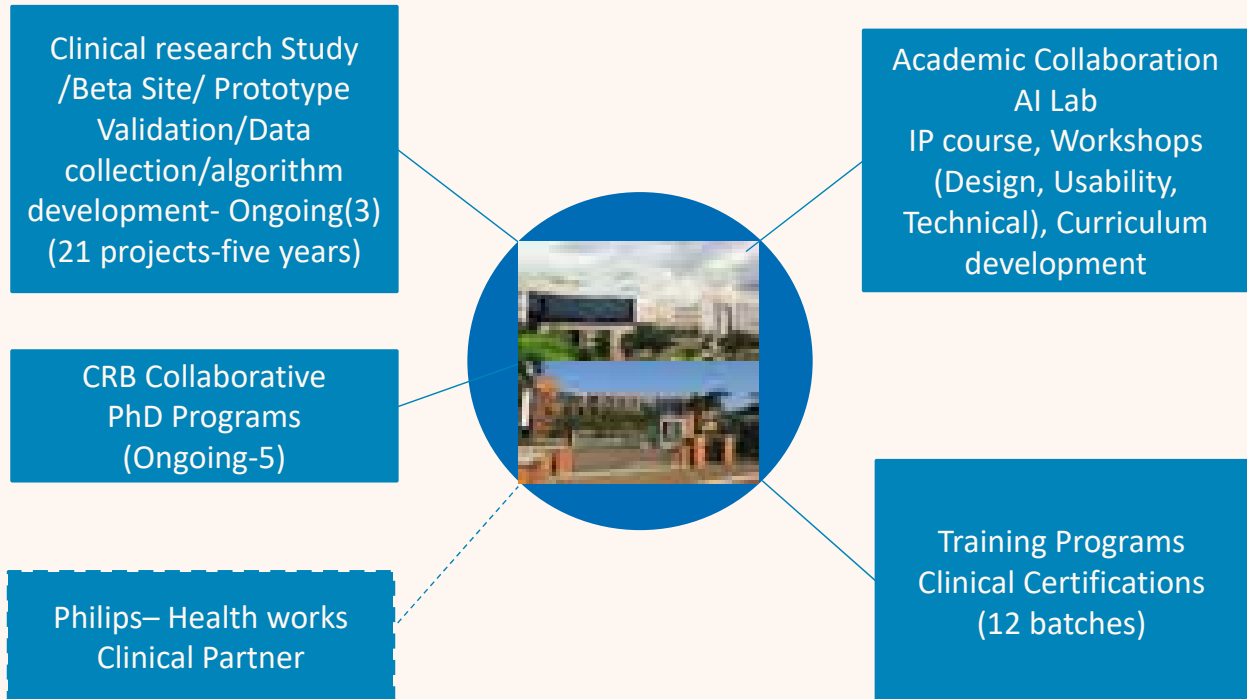 Clinical research Study
/Beta Site/ Prototype
Validation/Data
collection/algorithm
development- Ongoing(3)
(21 projects-five years)
CRB Collaborative
PhD Programs
(Ongoing-5)
Philips– Health works
Clinical Partner
Academic Collaboration
AI Lab
IP course, Workshops
(Design, Usability,
Technical), Curriculum
development
Training Programs
Clinical Certifications
(12 batches)